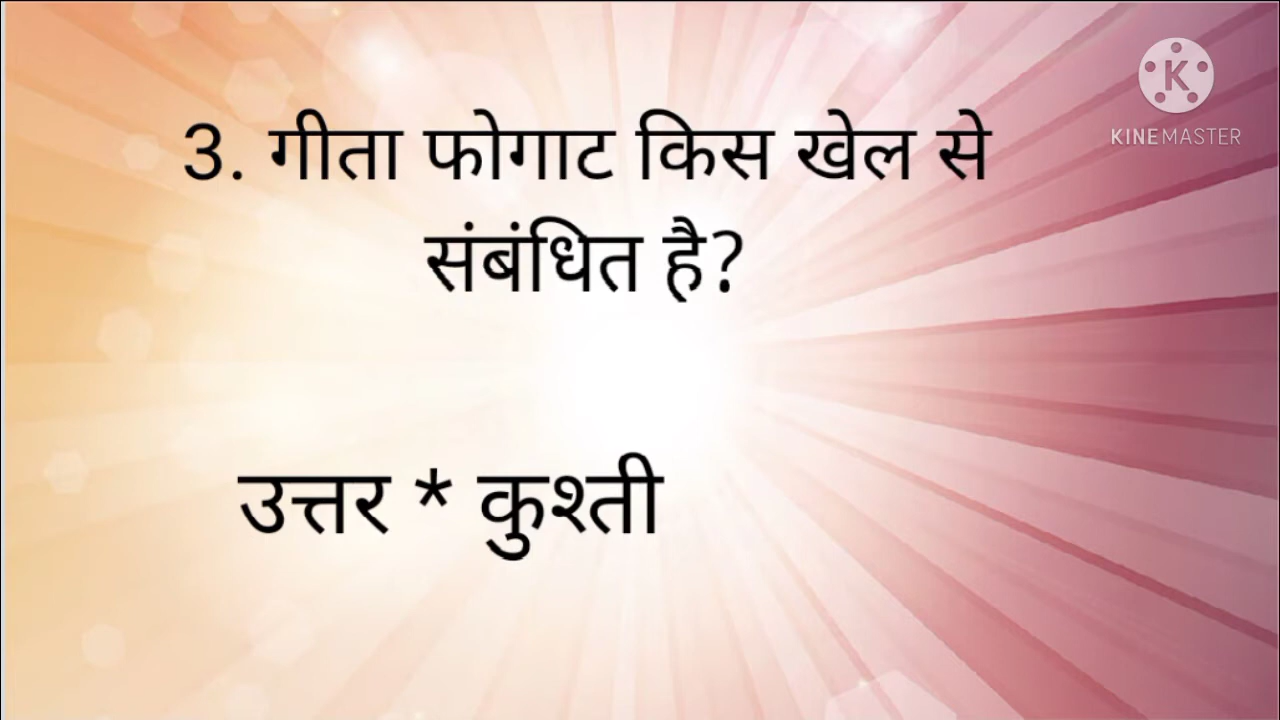 3. गीता फोगाट किस खेल से
संबंधित है?
उत्तर * कुश्ती
K
KINEMASTER